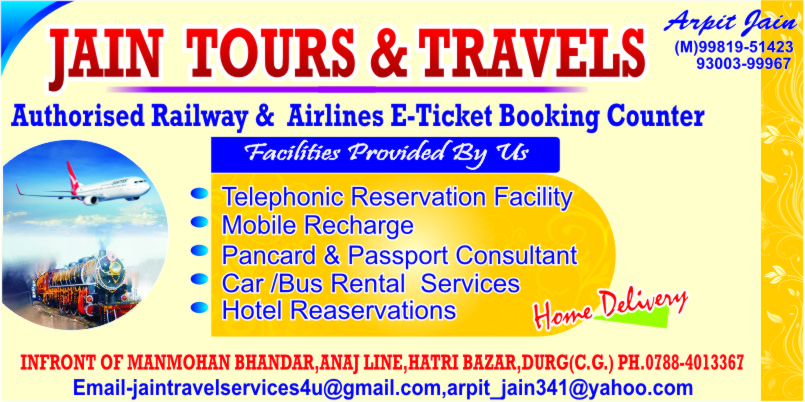 JAIN TOURS & TRAVELS
Arpit Jain
(M)99819-51423
93003-99967
Authorised Railway & Airlines E-Ticket Booking Counter
Facilities Provided By Us
Telephonic Reservation Facility
Mobile Recharge
Pancard & Passport Consultant
Car /Bus Rental Services
Hotel Reaservations
Home Delivery
INFRONT OF MANMOHAN BHANDAR,ANAJ LINE,HATRI BAZAR,DURG(C.G.) PH.0788-4013367
Email-jaintravelservices4u@gmail.com,arpit_jain341@yahoo.com